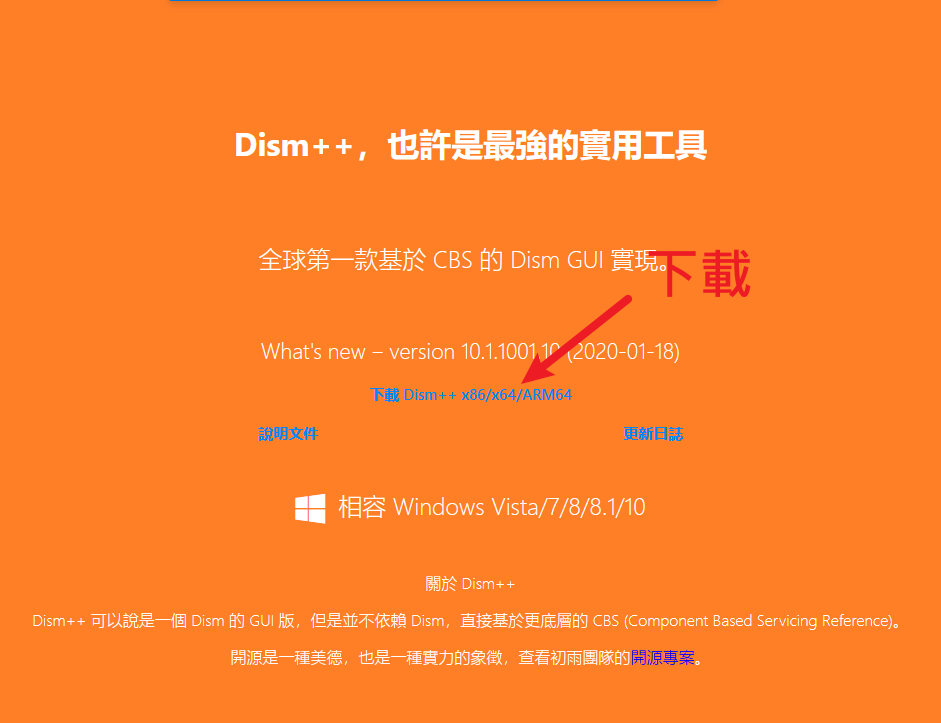 Dism++，也許是最強的實用工具
全球第一款基於 CBS 的 Dism GUI 實現。
下載
What's new – version 10.1.1001.10 (2020-01-18)
下載 Dism++ x86/x64/ARM64
說明文件
更新日誌
相容 Windows Vista/7/8/8.1/10
關於 Dism++
Dism++ 可以說是一個 Dism 的 GUI 版，但是並不依賴 Dism，直接基於更底層的 CBS (Component Based Servicing Reference)。
開源是一種美德，也是一種實力的象徵，查看初雨團隊的開源專案。